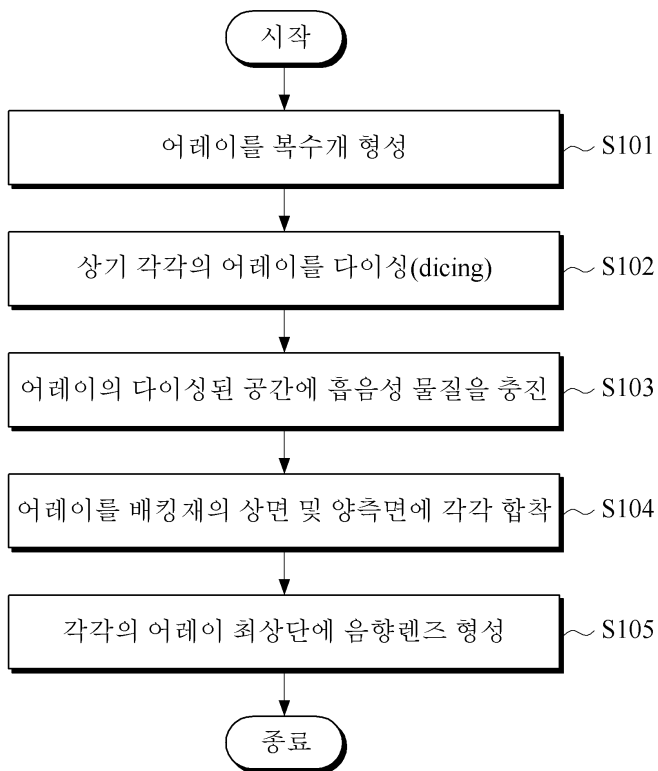 시작
어레이를 복수개 형성
S101
상기 각각의 어레이를 다이싱(dicing)
S102
어레이의 다이싱된 공간에 흡음성 물질을 충진
S103
어레이를 배킹재의 상면 및 양측면에 각각 합착
S104
각각의 어레이 최상단에 음향렌즈 형성
S105
종료